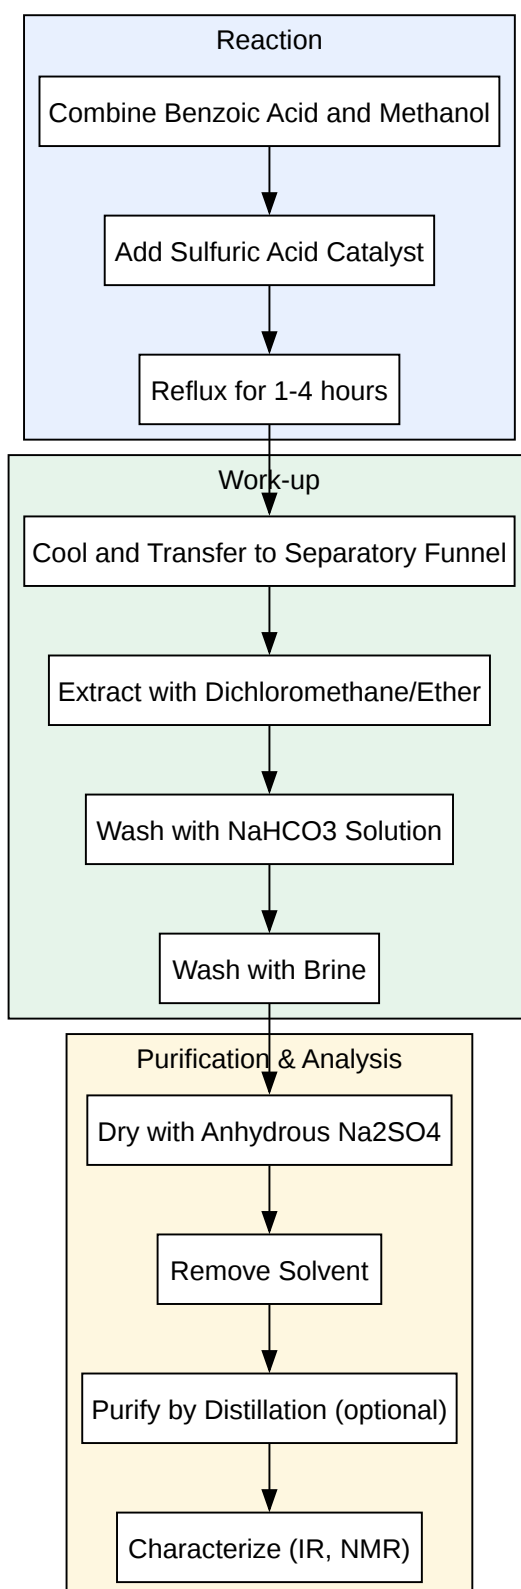 Reaction
Combine Benzoic Acid and Methanol
Add Sulfuric Acid Catalyst
Reflux for 1-4 hours
Work-up
Cool and Transfer to Separatory Funnel
Extract with Dichloromethane/Ether
Wash with NaHCO3 Solution
Wash with Brine
Purification & Analysis
Dry with Anhydrous Na2SO4
Remove Solvent
Purify by Distillation (optional)
Characterize (IR, NMR)